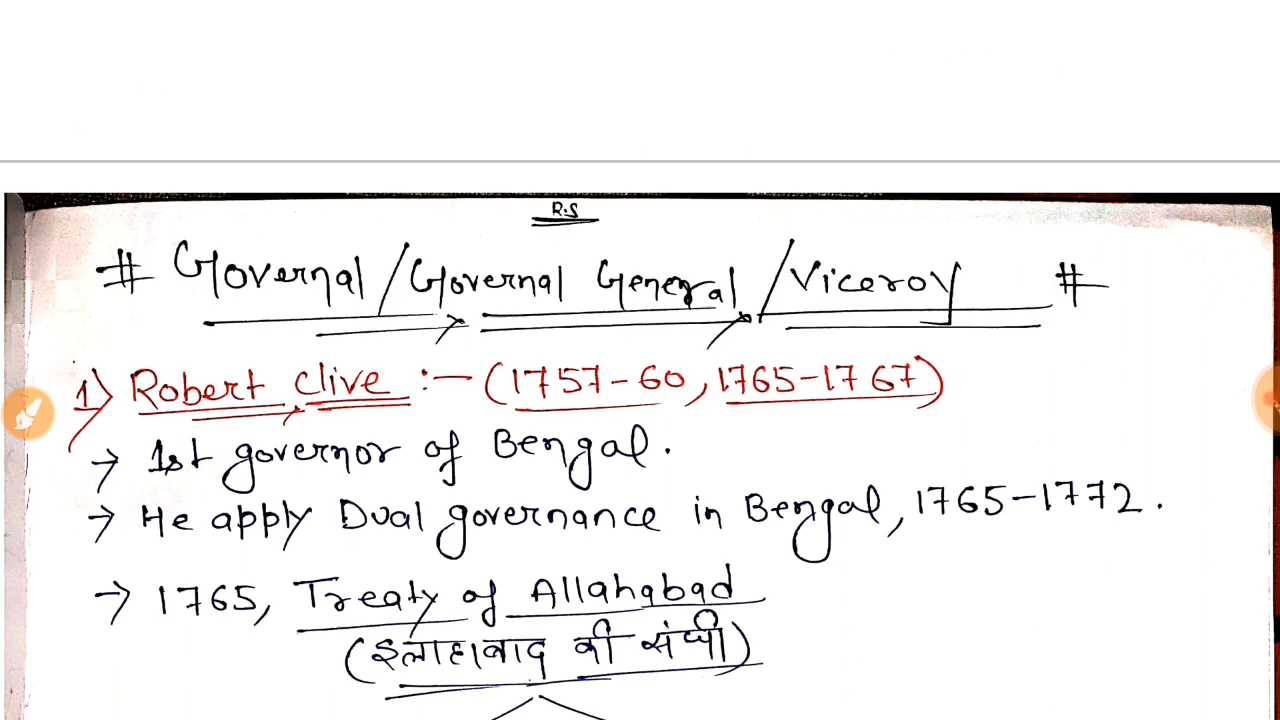 R.S
# Governal / Governal General / Viceroy #
1) Robert clive :- (1757-60, 1765-1767)
→ 1st governor of Bengal.
→ He apply Dual governance in Bengal, 1765-1772.
→ 1765, Treaty of Allahabad
(इलाहाबाद की संधी)